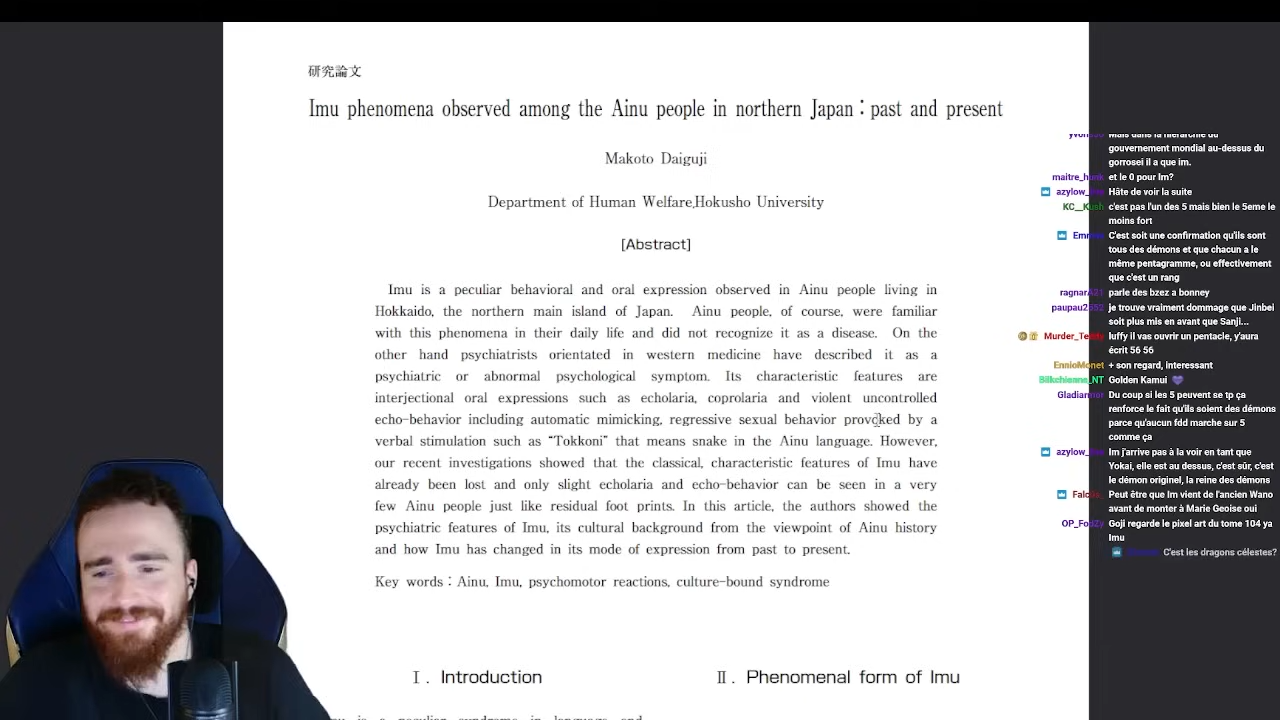 研究論文
Imu phenomena observed among the Ainu people in northern Japan：past and present
Makoto Daiguji
Department of Human Welfare,Hokusho University
[Abstract]
Imu is a peculiar behavioral and oral expression observed in Ainu people living in
Hokkaido, the northern main island of Japan. Ainu people, of course, were familiar
with this phenomena in their daily life and did not recognize it as a disease. On the
other hand psychiatrists orientated in western medicine have described it as a
psychiatric or abnormal psychological symptom. Its characteristic features are
interjectional oral expressions such as echolaria, coprolaria and violent uncontrolled
echo-behavior including automatic mimicking, regressive sexual behavior provoked by a
verbal stimulation such as “Tokkoni” that means snake in the Ainu language. However,
our recent investigations showed that the classical, characteristic features of Imu have
already been lost and only slight echolaria and echo-behavior can be seen in a very
few Ainu people just like residual foot prints. In this article, the authors showed the
psychiatric features of Imu, its cultural background from the viewpoint of Ainu history
and how Imu has changed in its mode of expression from past to present.
Key words：Ainu, Imu, psychomotor reactions, culture-bound syndrome
Ⅰ. Introduction
Ⅱ. Phenomenal form of Imu
Mais dans la hiérarchie du
gouvernement mondial au-dessus du
gorrosei il a que im.
et le 0 pour Im?
Hâte de voir la suite
c'est pas l'un des 5 mais bien le 5eme le
moins fort
C'est soit une confirmation qu'ils sont
tous des démons et que chacun a le
même pentagramme, ou effectivement
que c'est un rang
parle des bzez a bonney
je trouve vraiment dommage que Jinbei
soit plus mis en avant que Sanji...
luffy il vas ouvrir un pentacle, y'aura
écrit 56 56
EnnioMonet + son regard, interessant
Golden Kamui
Du coup si les 5 peuvent se tp ça
renforce le fait qu'ils soient des démons
parce qu'aucun fdd marche sur 5
comme ça
Im j'arrive pas à la voir en tant que
Yokai, elle est au dessus, c'est sûr, c'est
le démon originel, la reine des démons
Peut être que Im vient de l'ancien Wano
avant de monter à Marie Geoise oui
Goji regarde le pixel art du tome 104 ya
Imu
C'est les dragons célestes?